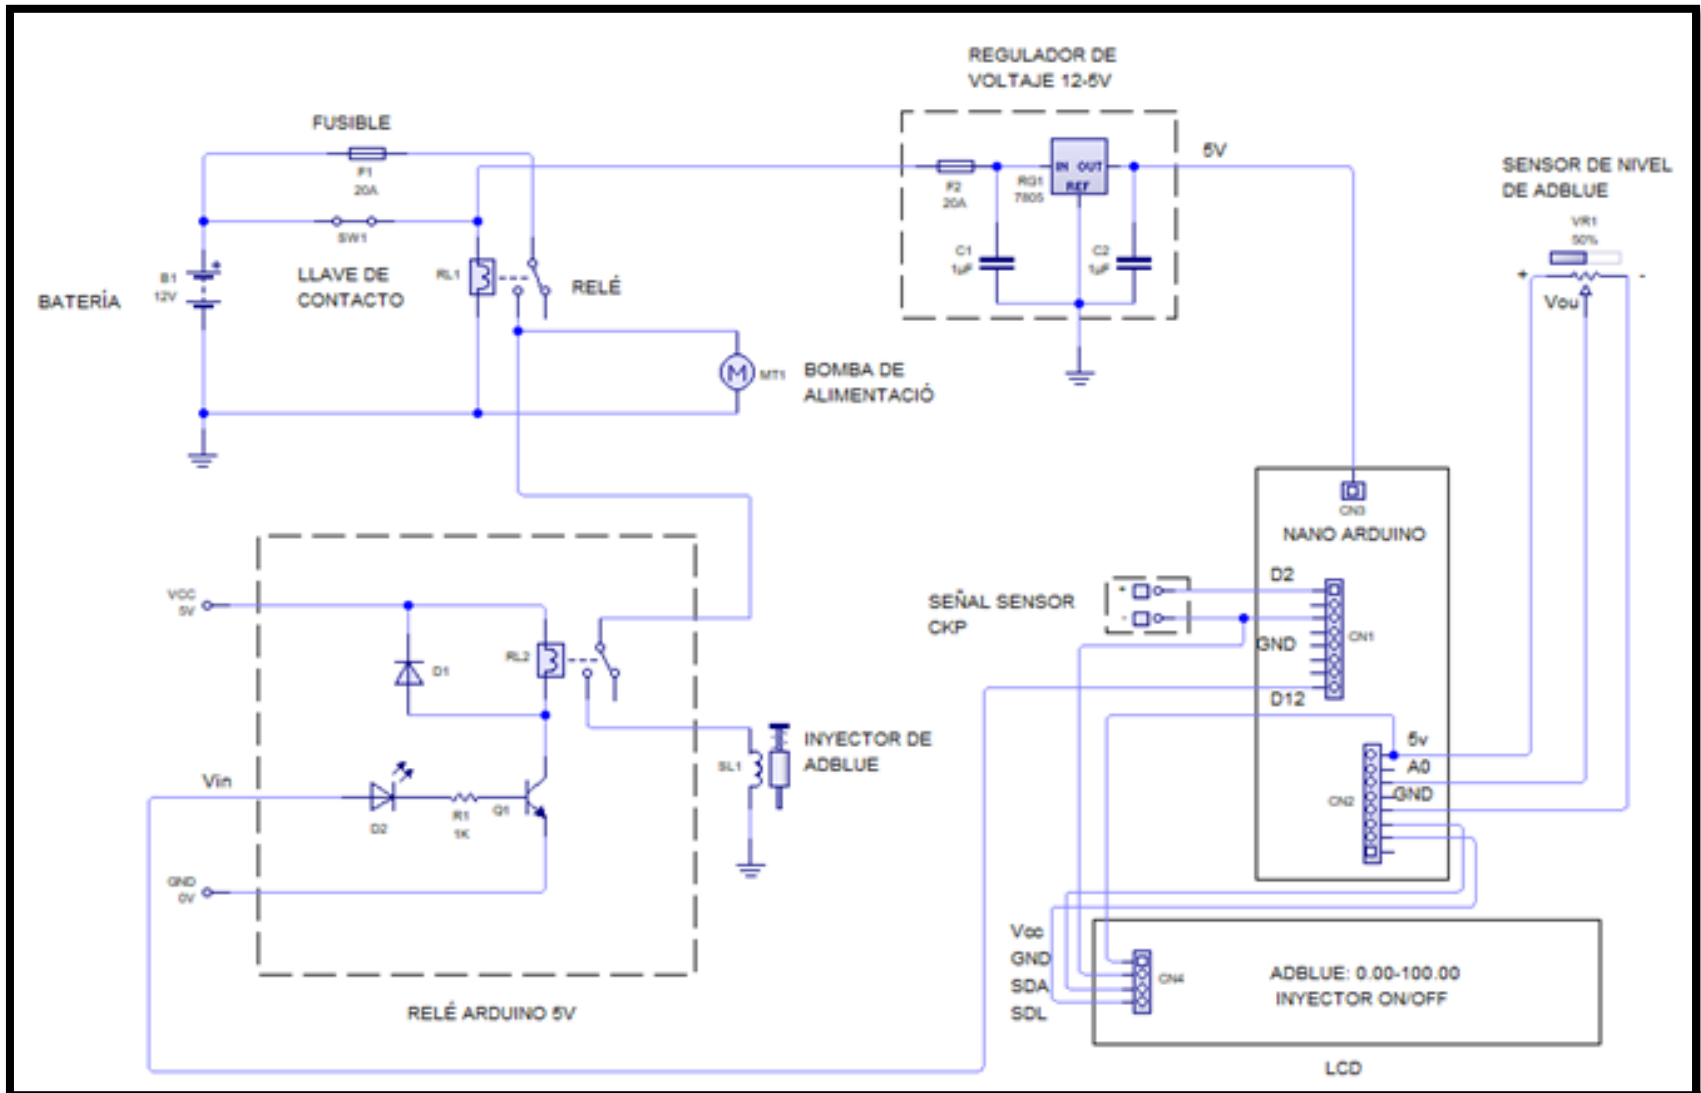 REGULADOR DE
VOLTAJE 12-5V
FUSIBLE
F1
20A
SW1
LLAVE DE
CONTACTO
B1
12V
BATERÍA
RL1
RELÉ
F2
20A
RG1
7805
IN OUT
REF
C1
1µF
C2
1µF
5V
SENSOR DE NIVEL
DE ADBLUE
VR1
50%
+
-
Vou
M
MT1
BOMBA DE
ALIMENTACIÓ
CN3
NANO ARDUINO
D2
SEÑAL SENSOR
CKP
+
-
GND
CN1
D12
5v
A0
GND
CN2
VCC
5V
D1
RL2
INYECTOR DE
ADBLUE
SL1
Vin
D2
R1
1K
Q1
GND
0V
RELÉ ARDUINO 5V
Vcc
GND
SDA
SDL
CN4
ADBLUE: 0.00-100.00
INYECTOR ON/OFF
LCD